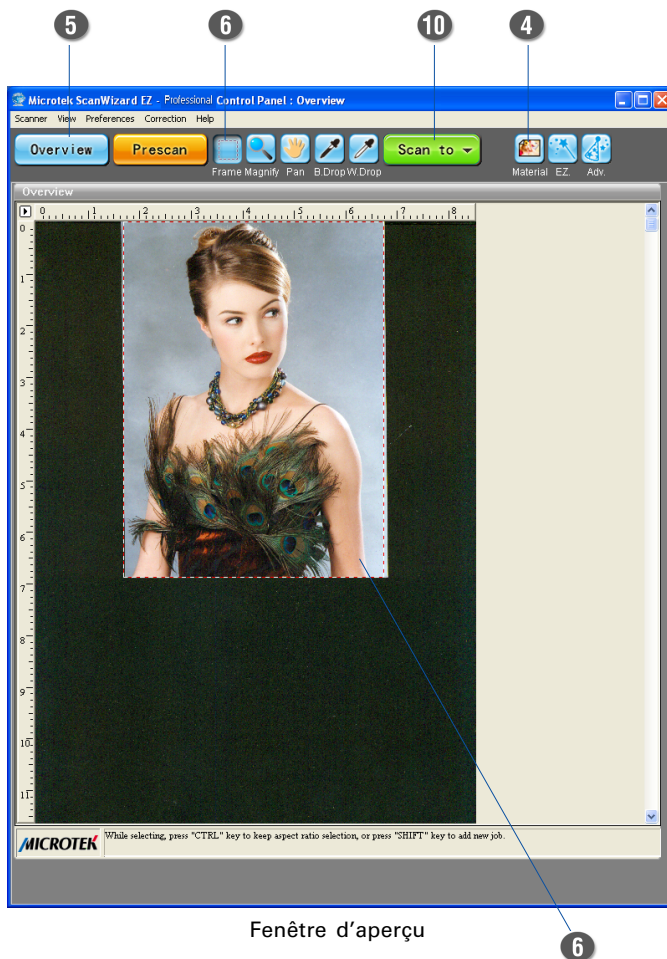 5 6 10 4
Microtek ScanWizard EZ - Professional Control Panel : Overview
Scanner View Preferences Correction Help
Overview Prescan Scan to
Frame Magnify Pan B.Drop W.Drop Material EZ. Adv.
Overview
0 1 2 3 4 5 6 7 8
0
1
2
3
4
5
6
7
8
9
10
11
MICROTEK While selecting, press "CTRL" key to keep aspect ratio selection, or press "SHIFT" key to add new job.
Fenêtre d'aperçu
6